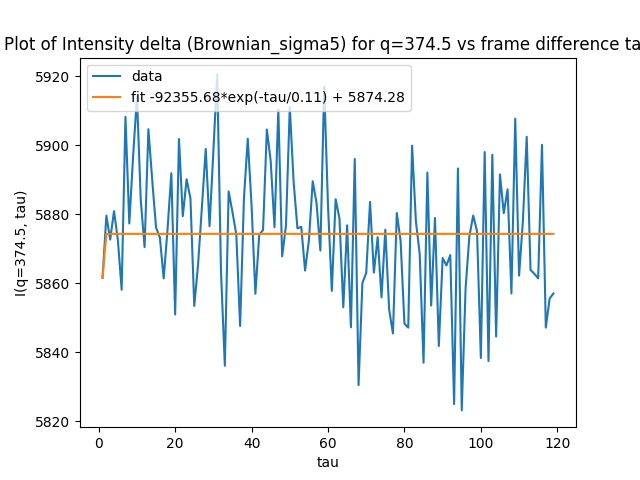 Plot of Intensity delta (Brownian_sigma5) for q=374.5 vs frame difference ta
data
fit -92355.68*exp(-tau/0.11) + 5874.28
I(q=374.5, tau)
5920
5900
5880
5860
5840
5820
0 20 40 60 80 100 120
tau